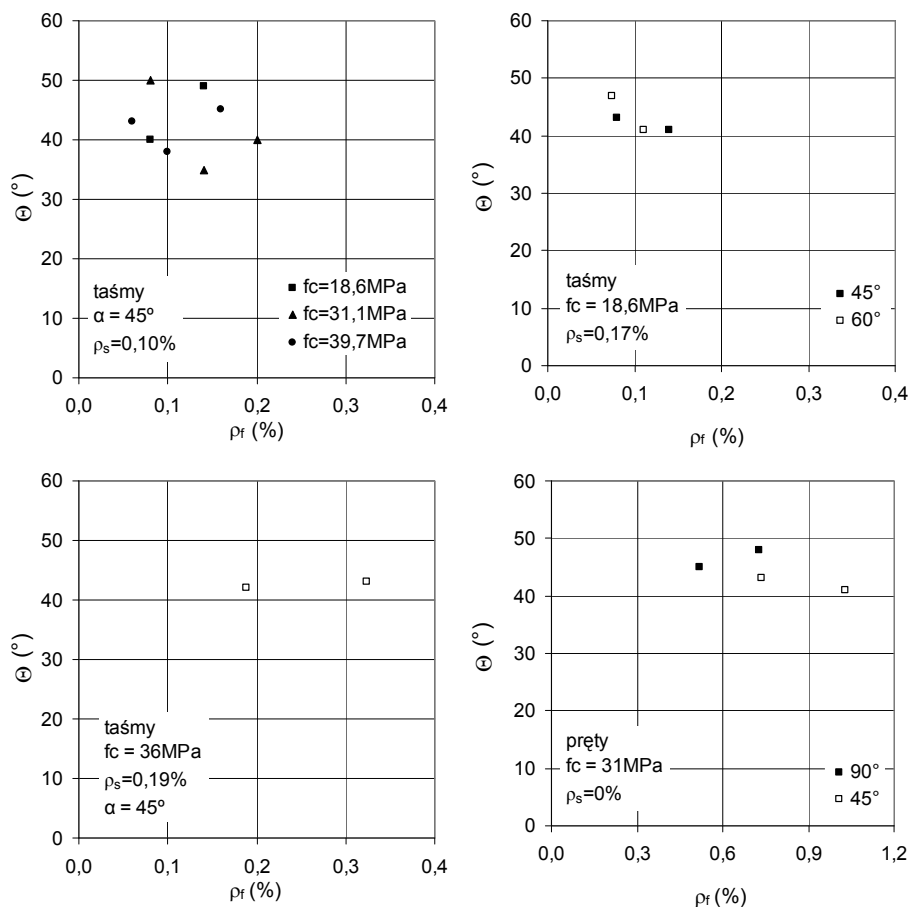 60
50
40
30
20
10
0
Θ (°)
taśmy
α = 45º
ρs=0,10%
fc=18,6MPa
fc=31,1MPa
fc=39,7MPa
0,0 0,1 0,2 0,3 0,4
ρf (%)
60
50
40
30
20
10
0
Θ (°)
taśmy
fc = 18,6MPa
ρs=0,17%
45°
60°
0,0 0,1 0,2 0,3 0,4
ρf (%)
60
50
40
30
20
10
0
Θ (°)
taśmy
fc = 36MPa
ρs=0,19%
α = 45º
0,0 0,1 0,2 0,3 0,4
ρf (%)
60
50
40
30
20
10
0
Θ (°)
pręty
fc = 31MPa
ρs=0%
90°
45°
0,0 0,3 0,6 0,9 1,2
ρf (%)